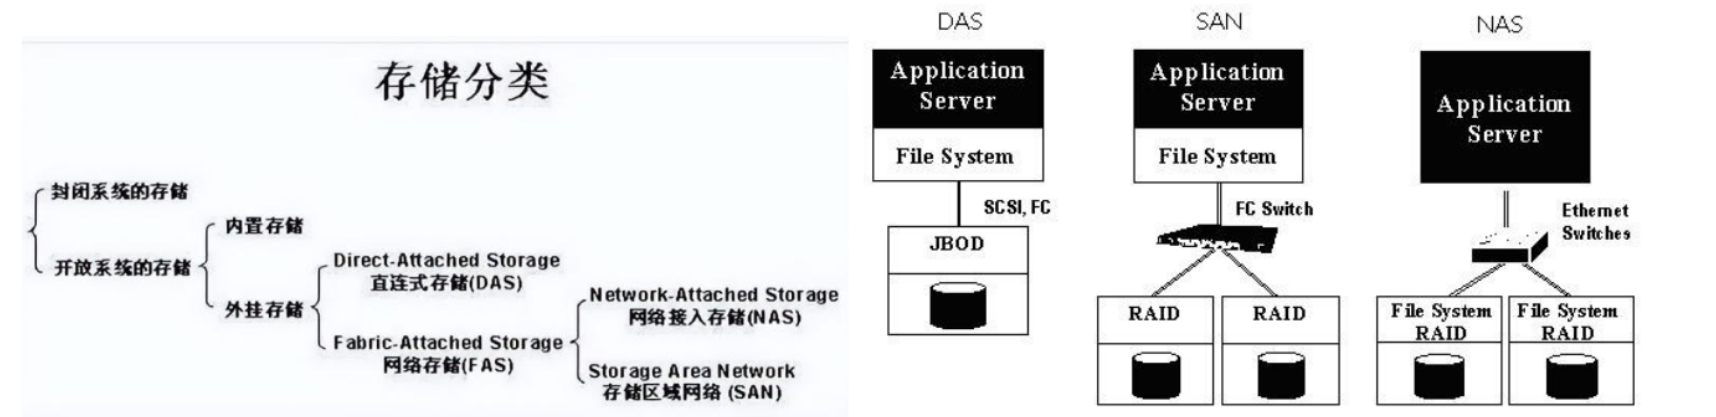 存储分类
封闭系统的存储
开放系统的存储
内置存储
外挂存储
Direct-Attached Storage
直连式存储(DAS)
Fabric-Attached Storage
网络存储(FAS)
Network-Attached Storage
网络接入存储(NAS)
Storage Area Network
存储区域网络 (SAN)
DAS
Application
Server
File System
SCSI, FC
JBOD
SAN
Application
Server
File System
FC Switch
RAID
RAID
NAS
Application
Server
Ethernet
Switches
File System
RAID
File System
RAID